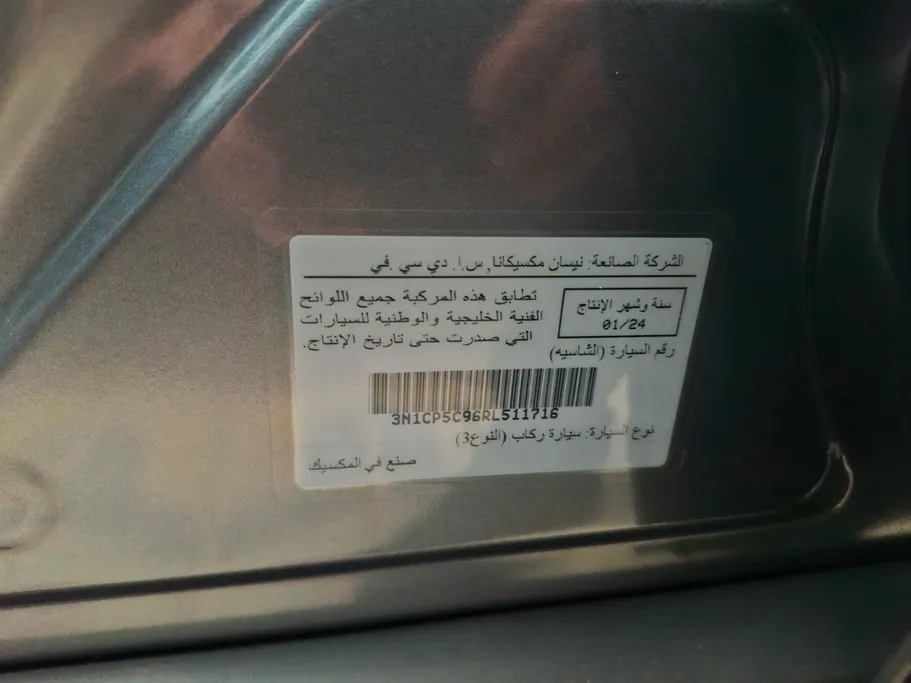 الشركة الصانعة: نيسان مكسيكانا, س.ا. دي سي .في
سنة وشهر الإنتاج
01/24
تطابق هذه المركبة جميع اللوائح
الفنية الخليجية والوطنية للسيارات
التي صدرت حتى تاريخ الإنتاج.
رقم السيارة (الشاسيه)
3N1CP5C96RL511716
نوع السيارة: سيارة ركاب (النوع3)
صنع في المكسيك